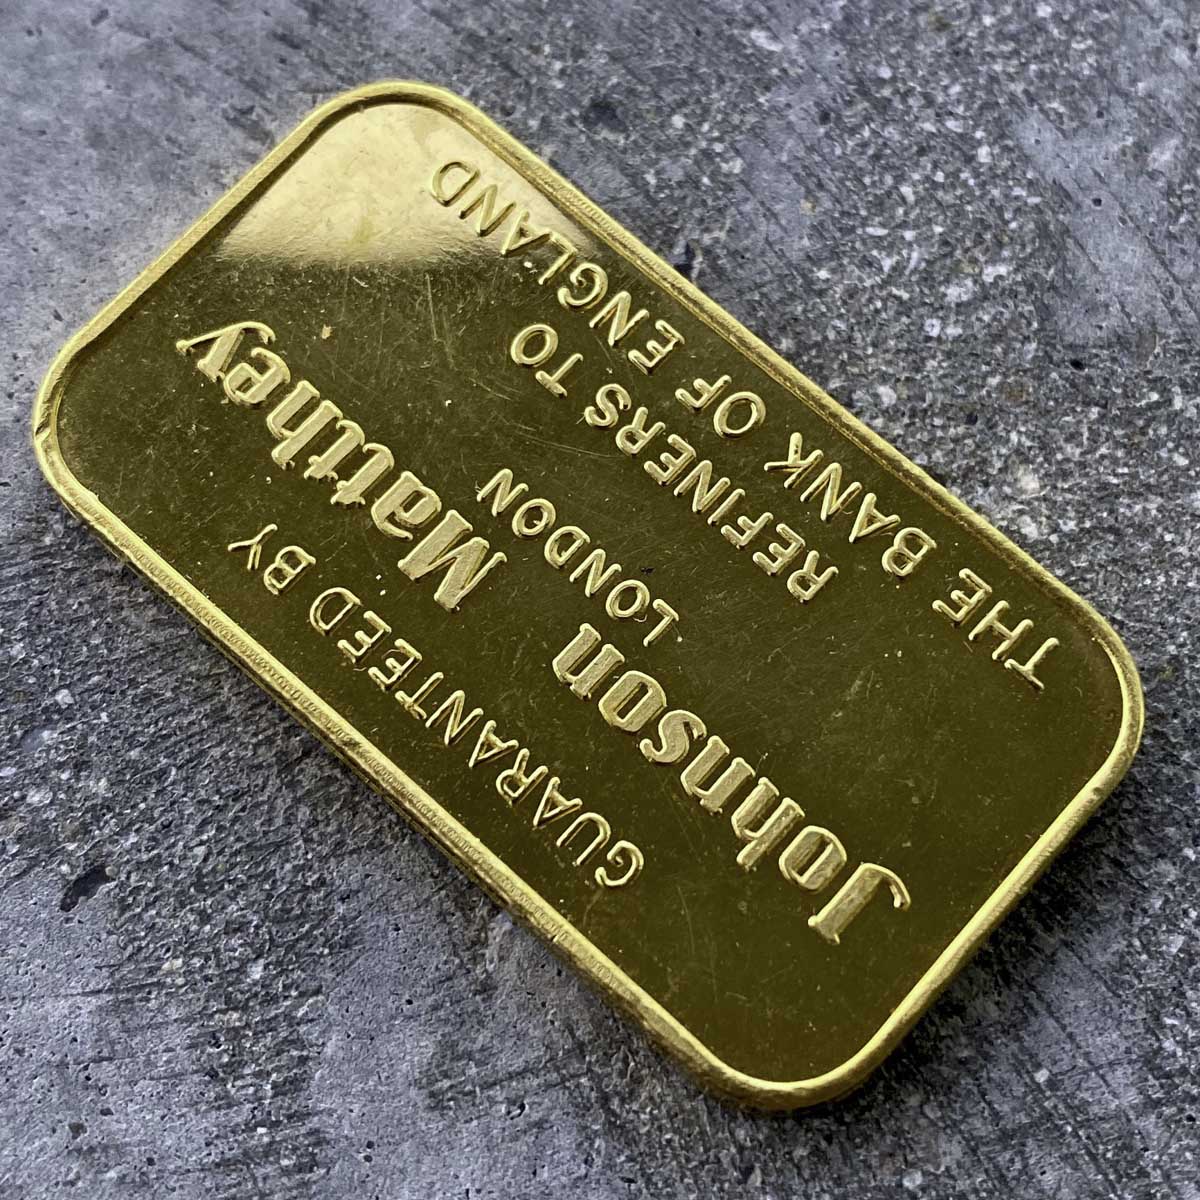 GUARANTEED BY
Johnson Matthey
LONDON
REFINERS TO
THE BANK OF ENGLAND